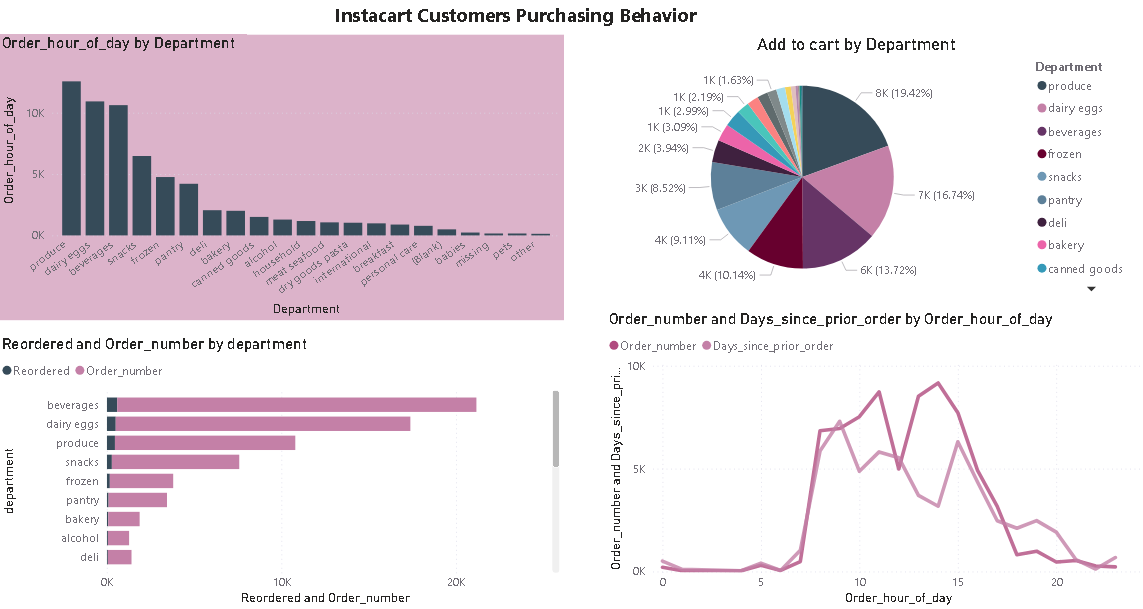 Instacart Customers Purchasing Behavior
Order_hour_of_day by Department
Order_hour_of_day
10K
5K
0K
produce
dairy eggs
beverages
snacks
frozen
pantry
deli
bakery
canned goods
alcohol
household
meat seafood
dry goods pasta
international
breakfast
personal care
(Blank)
babies
missing
pets
other
Department
Add to cart by Department
8K (19.42%)
7K (16.74%)
6K (13.72%)
4K (10.14%)
4K (9.11%)
3K (8.52%)
2K (3.94%)
1K (3.09%)
1K (2.99%)
1K (2.19%)
1K (1.63%)
Department
produce
dairy eggs
beverages
frozen
snacks
pantry
deli
bakery
canned goods
Reordered and Order_number by department
Reordered Order_number
department
beverages
dairy eggs
produce
snacks
frozen
pantry
bakery
alcohol
deli
0K 10K 20K
Reordered and Order_number
Order_number and Days_since_prior_order by Order_hour_of_day
Order_number Days_since_prior_order
Order_number and Days_since_pri...
10K
5K
0K
0 5 10 15 20
Order_hour_of_day